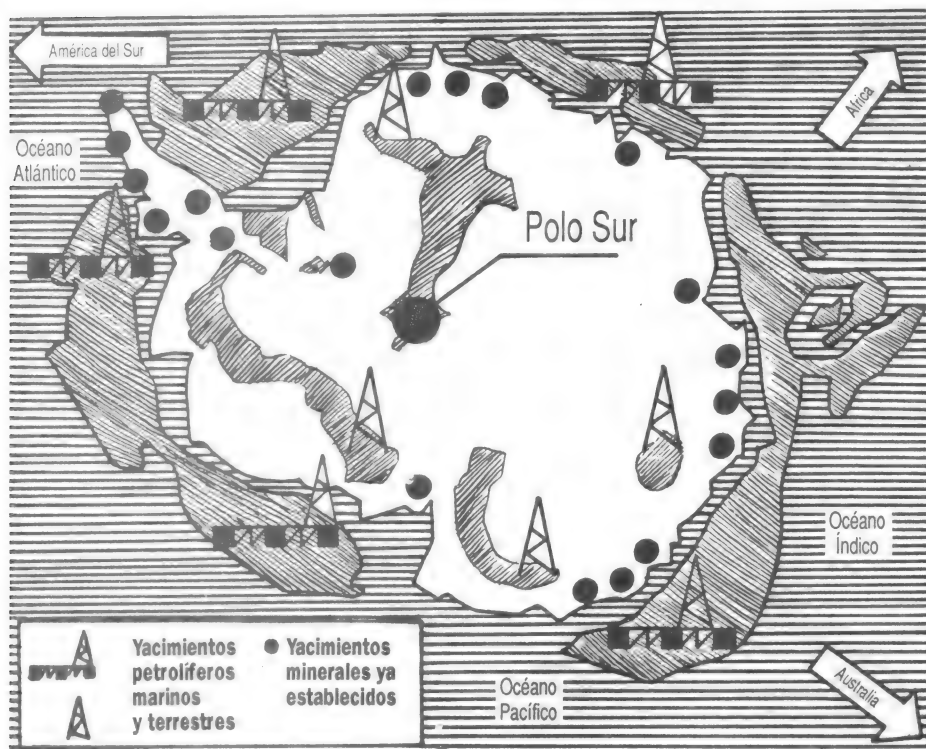 América del Sur
Africa
Océano
Atlántico
Polo Sur
Océano
Índico
Océano
Pacífico
Australia
Yacimientos
petrolíferos
marinos
y terrestres
Yacimientos
minerales ya
establecidos